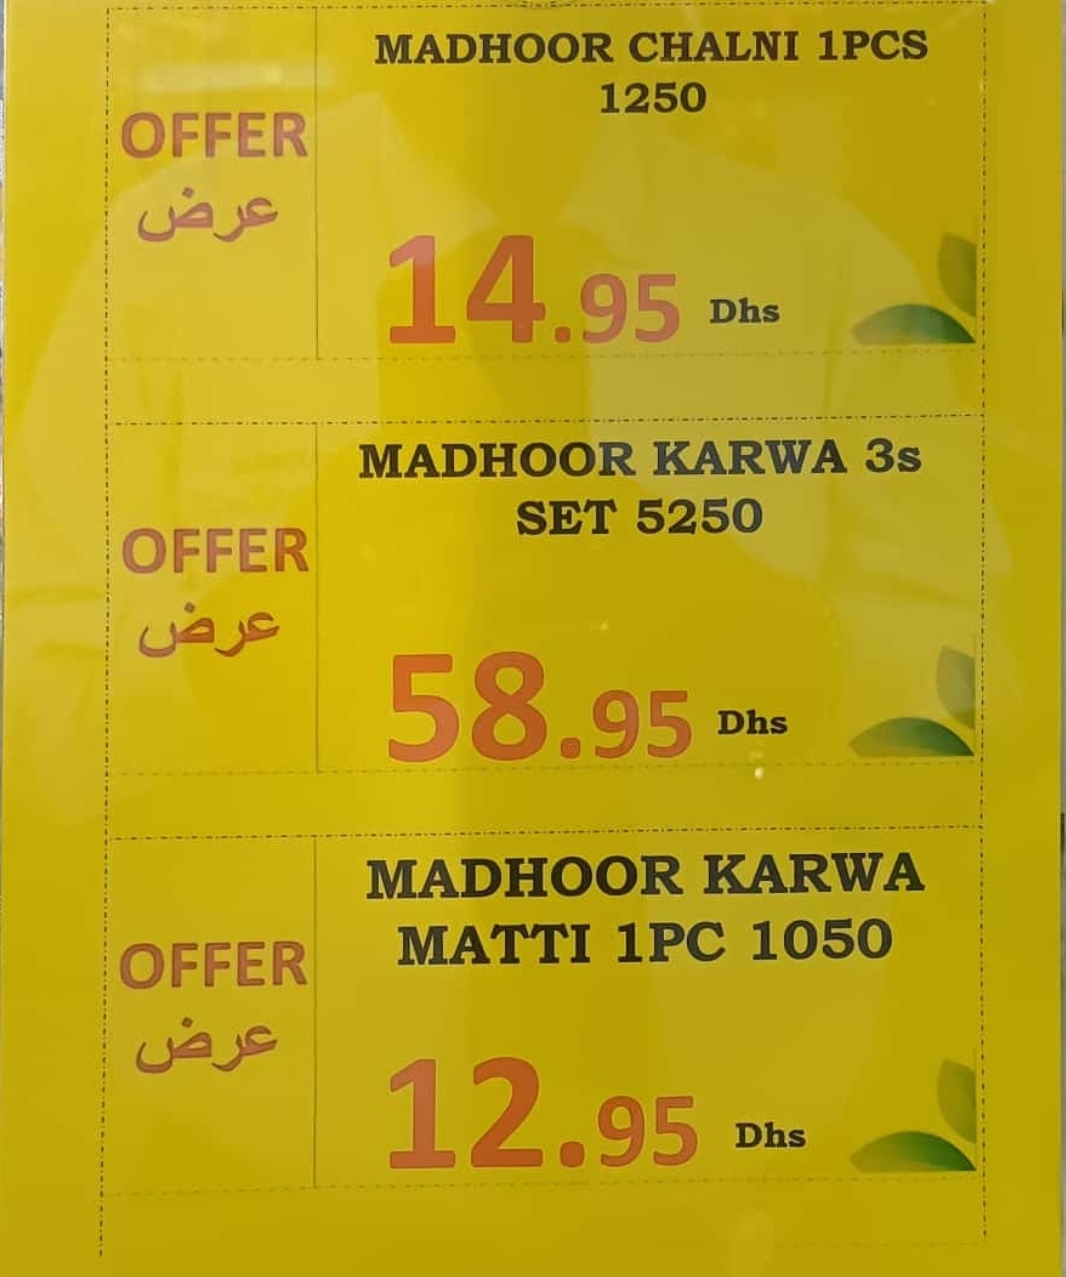 MADHOOR CHALNI 1PCS
1250
OFFER
عرض
14.95 Dhs
MADHOOR KARWA 3s
SET 5250
OFFER
عرض
58.95 Dhs
MADHOOR KARWA
MATTI 1PC 1050
OFFER
عرض
12.95 Dhs